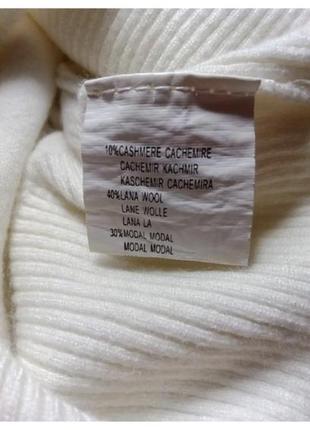 10%CASHMERE CACHEMIRE
CACHEMIR KACHMIR
KASCHEMIR CACHEMIRA
40%LANA WOOL
LANE WOLLE
LANA LA
30%MODAL MODAL
MODAL MODAL